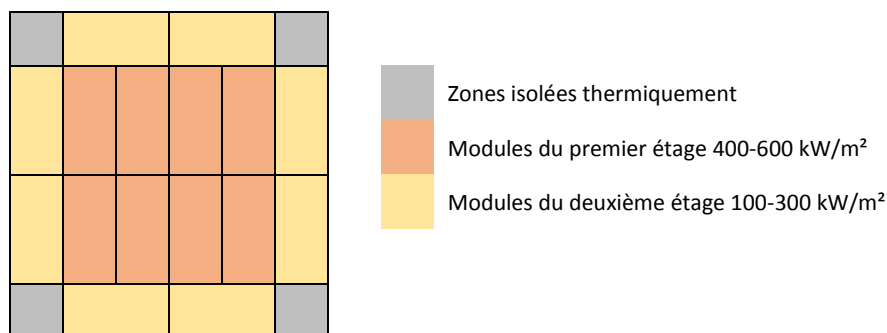 Zones isolées thermiquement
Modules du premier étage 400-600 kW/m²
Modules du deuxième étage 100-300 kW/m²